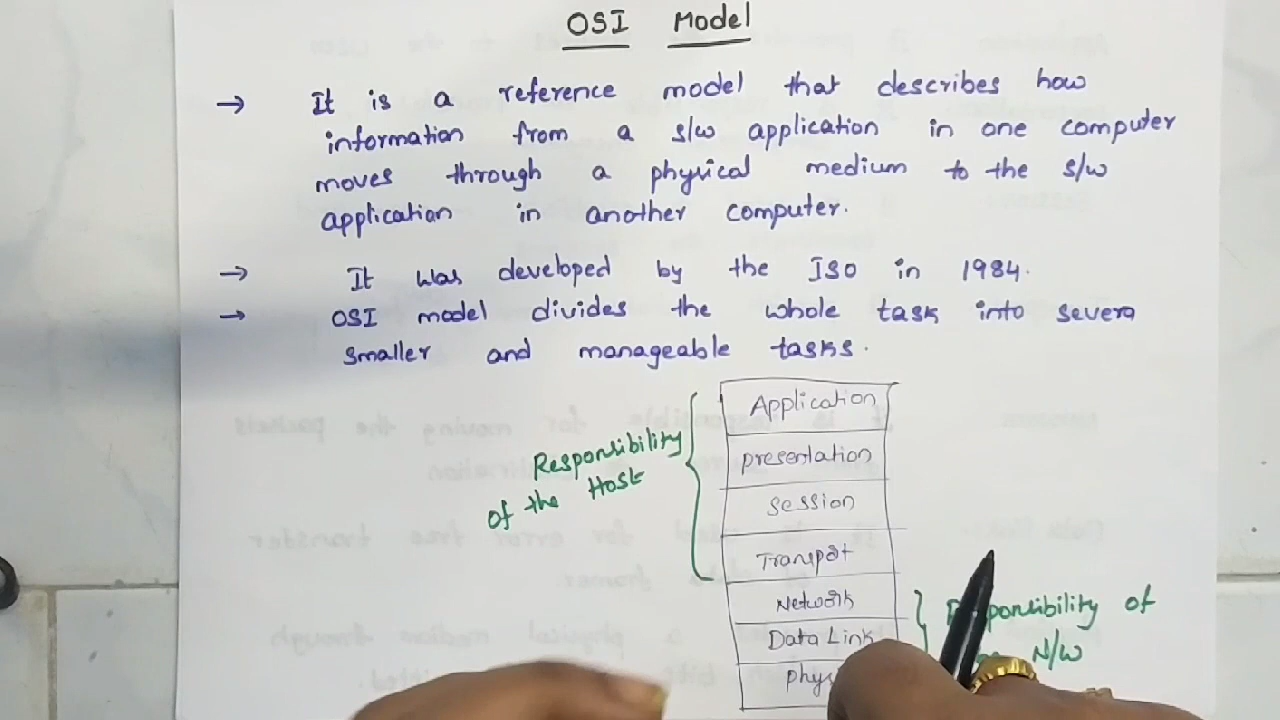 OSI Model
→ It is a reference model that describes how
information from a s/w application in one computer
moves through a physical medium to the s/w
application in another computer.
→ It was developed by the ISO in 1984.
→ OSI model divides the whole task into severa
smaller and manageable tasks.
Responsibility
of the Host
Application
presentation
session
Transport
Network
Data Link
phys
Responsibility of
N/W